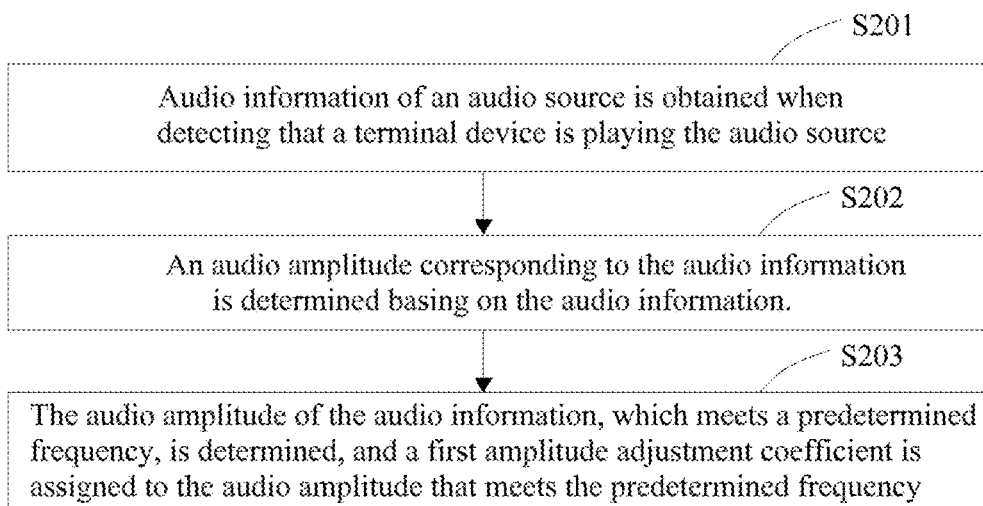 S201
Audio information of an audio source is obtained when
detecting that a terminal device is playing the audio source
S202
An audio amplitude corresponding to the audio information
is determined basing on the audio information.
S203
The audio amplitude of the audio information, which meets a predetermined
frequency, is determined, and a first amplitude adjustment coefficient is
assigned to the audio amplitude that meets the predetermined frequency